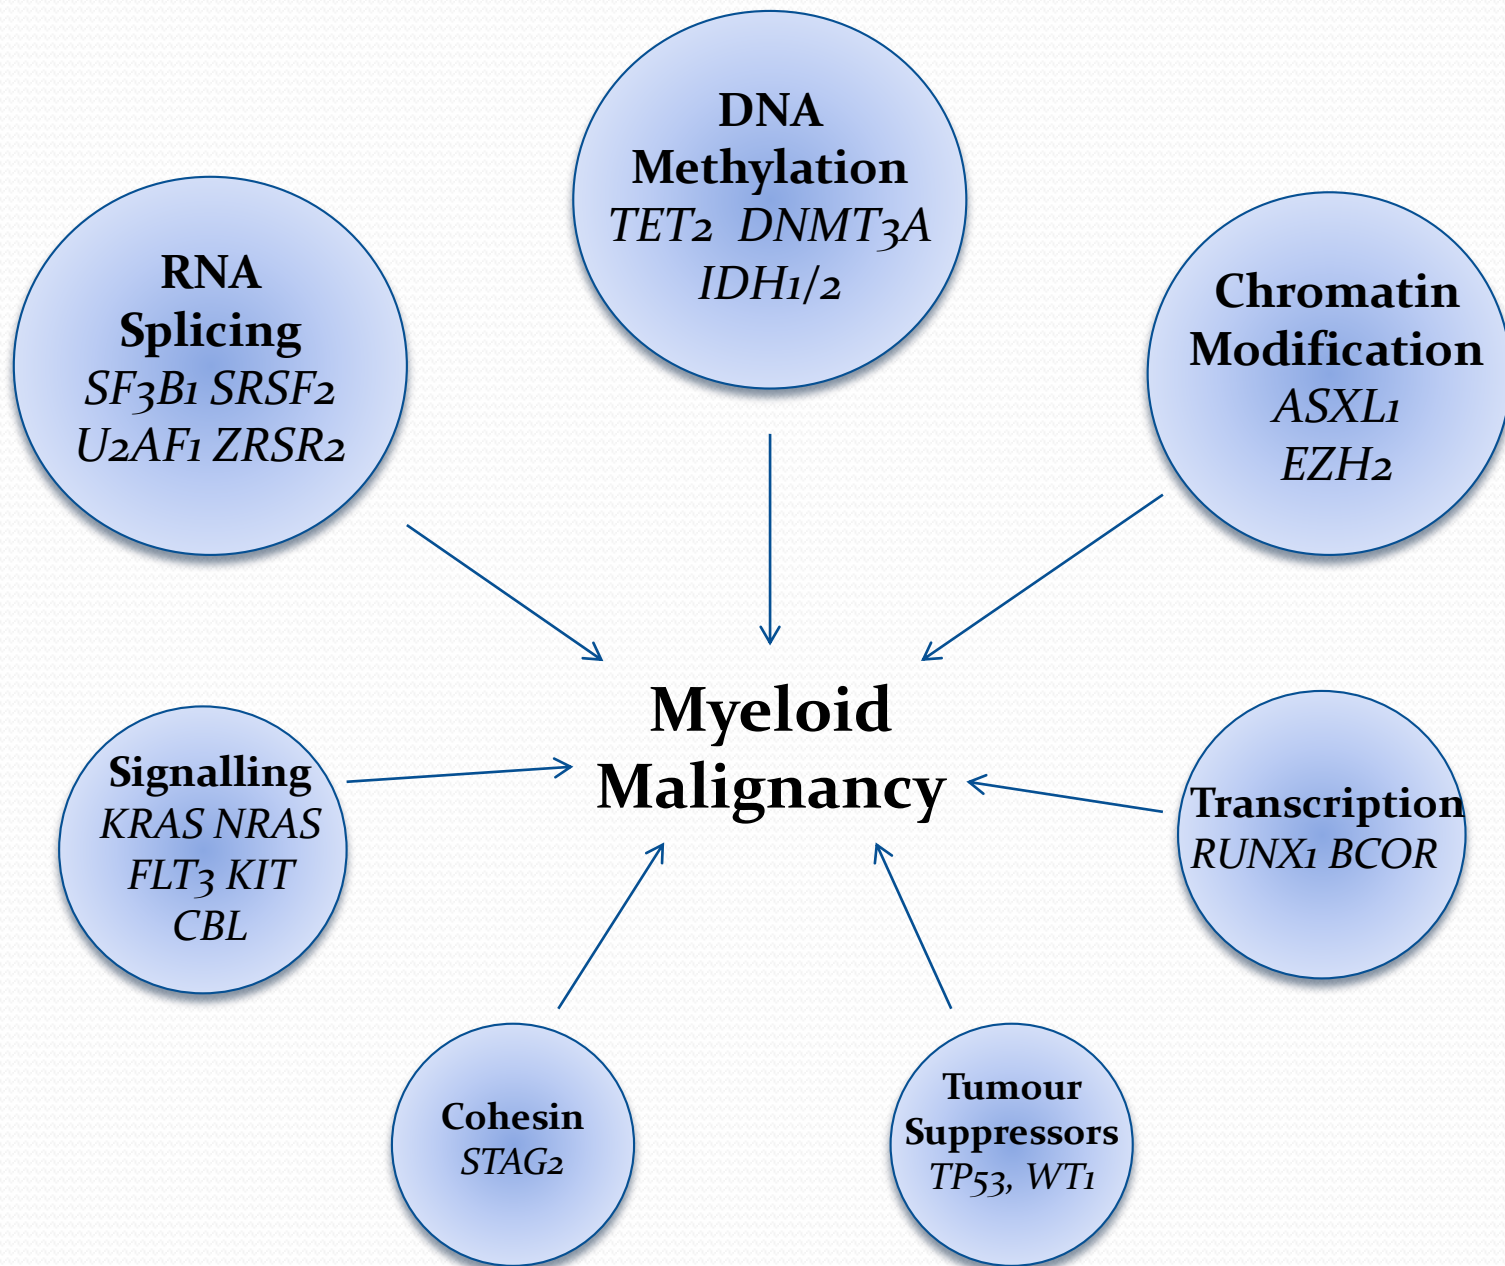 DNA
Methylation
TET2 DNMT3A
IDH1/2
RNA
Splicing
SF3B1 SRSF2
U2AF1 ZRSR2
Chromatin
Modification
ASXL1
EZH2
Myeloid
Malignancy
Signalling
KRAS NRAS
FLT3 KIT
CBL
Transcription
RUNX1 BCOR
Cohesin
STAG2
Tumour
Suppressors
TP53, WT1